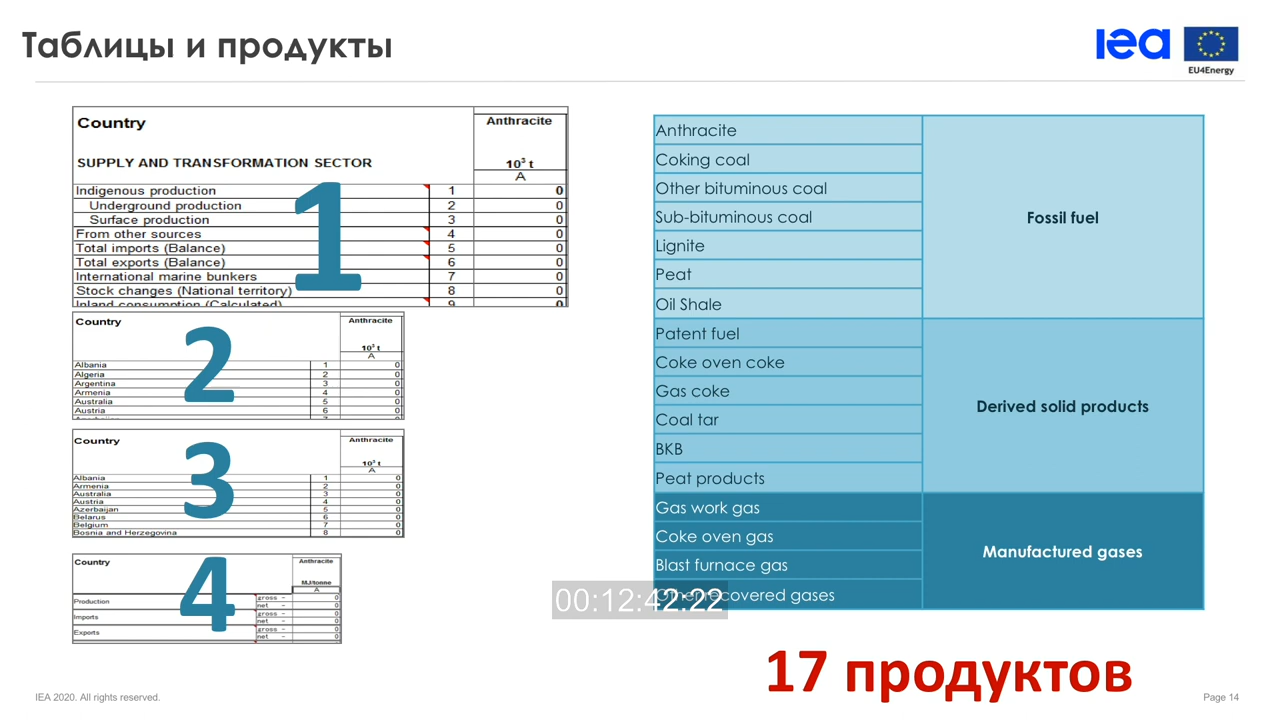 Таблицы и продукты
iea
EU4Energy
Country
Anthracite
SUPPLY AND TRANSFORMATION SECTOR
10³ t
A
Indigenous production 1 0
Underground production 2 0
Surface production 3 0
From other sources 4 0
Total imports (Balance) 5 0
Total exports (Balance) 6 0
International marine bunkers 7 0
Stock changes (National territory) 8 0
Inland consumption (Calculated) 9 0
1
Country
Anthracite
10³ t
A
Albania 1 0
Algeria 2 0
Argentina 3 0
Armenia 4 0
Australia 5 0
Austria 6 0
2
Country
Anthracite
10³ t
A
Albania 1 0
Armenia 2 0
Australia 3 0
Austria 4 0
Azerbaijan 5 0
Belarus 6 0
Belgium 7 0
Bosnia and Herzegovina 8 0
3
Country
Anthracite
MJ/tonne
A
Production gross - 0
net - 0
Imports gross - 0
net - 0
Exports gross - 0
net - 0
4
Anthracite
Coking coal
Other bituminous coal
Sub-bituminous coal
Lignite
Peat
Oil Shale
Fossil fuel
Patent fuel
Coke oven coke
Gas coke
Coal tar
BKB
Peat products
Derived solid products
Gas work gas
Coke oven gas
Blast furnace gas
Other recovered gases
Manufactured gases
00:12:42:22
17 продуктов
IEA 2020. All rights reserved.
Page 14